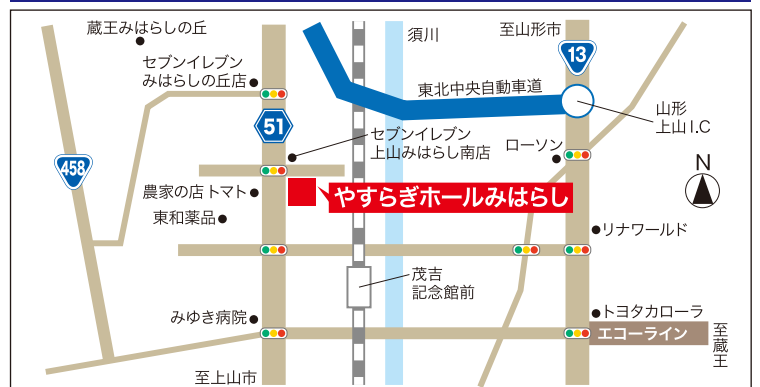 蔵王みはらしの丘
須川
至山形市
13
セブンイレブン
みはらしの丘店
東北中央自動車道
山形
上山I.C
51
セブンイレブン
上山みはらし南店
ローソン
N
458
農家の店トマト
やすらぎホールみはらし
東和薬品
リナワールド
茂吉
記念館前
みゆき病院
トヨタカローラ
エコーライン
至蔵王
至上山市